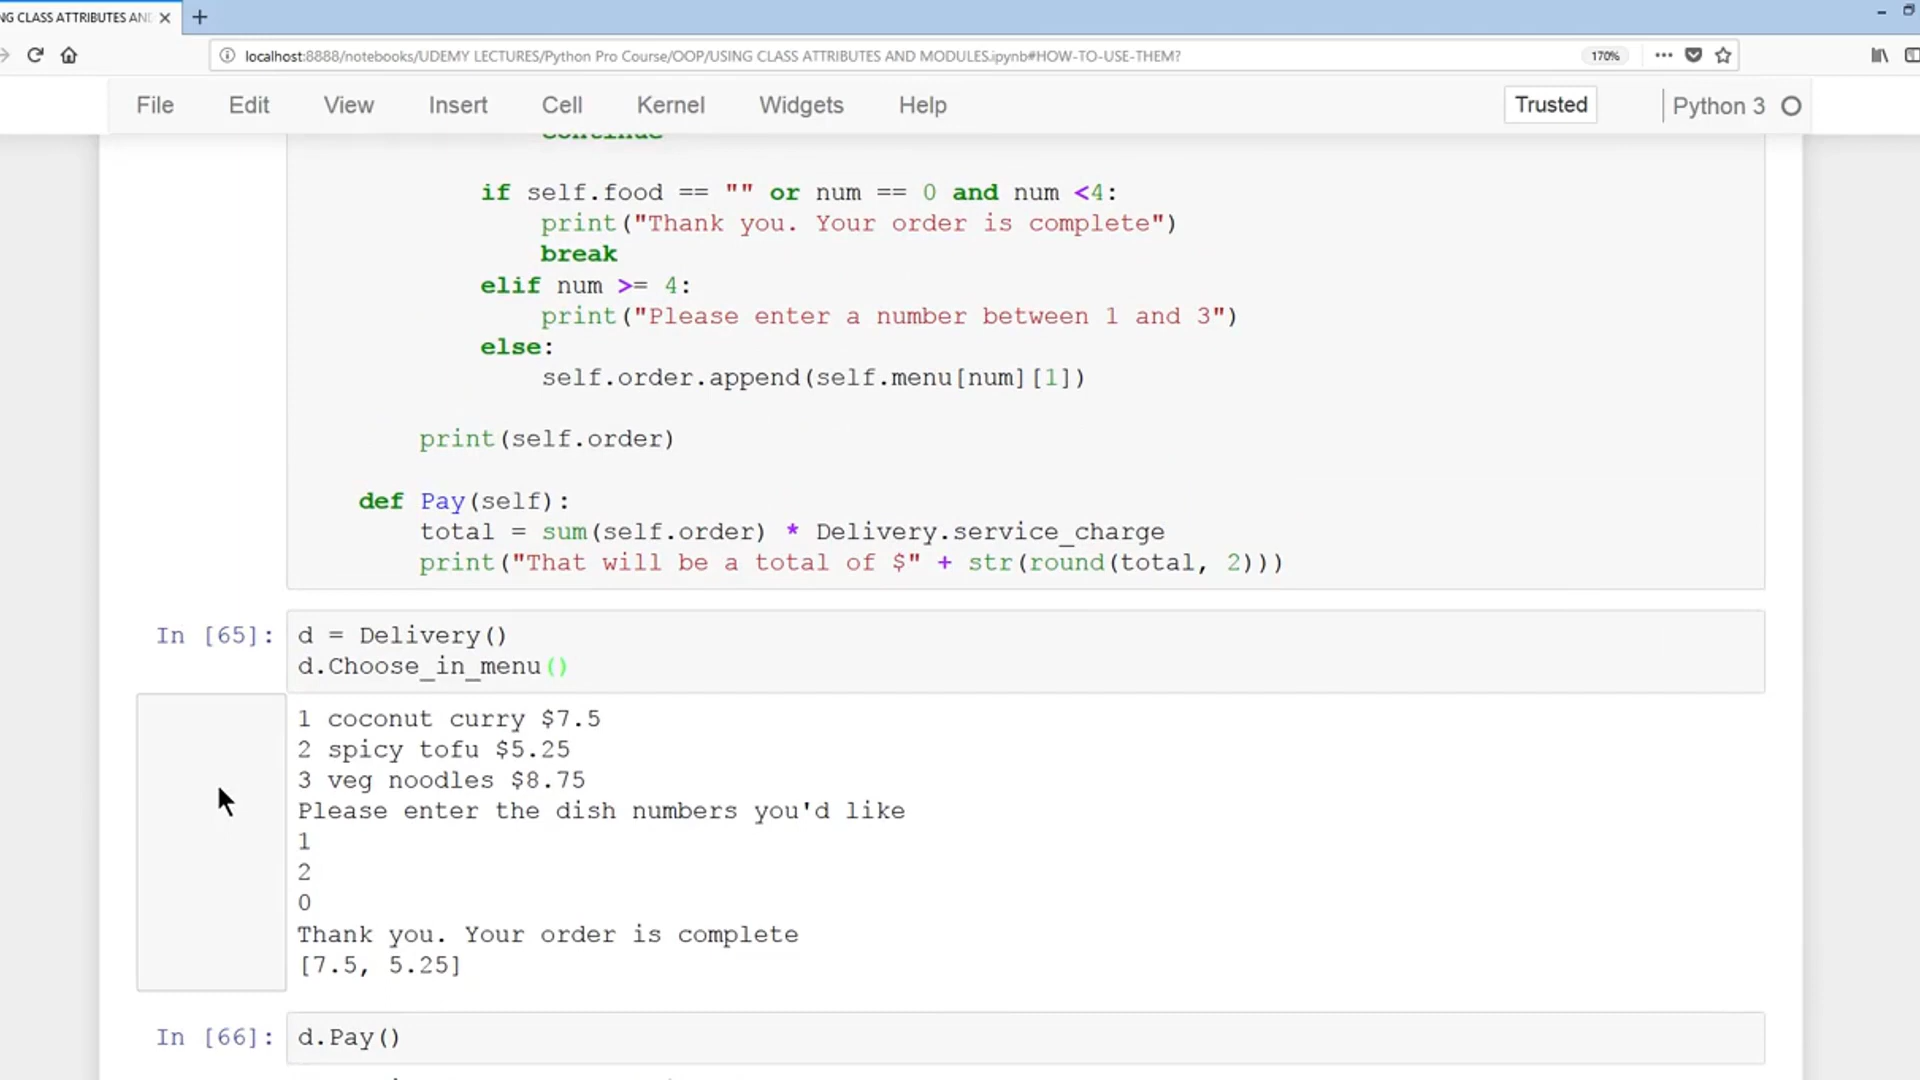 NG CLASS ATTRIBUTES AND
localhost:8888/notebooks/UDEMY LECTURES/Python Pro Course/OOP/USING CLASS ATTRIBUTES AND MODULES.ipynb#HOW-TO-USE-THEM?
170%
File Edit View Insert Cell Kernel Widgets Help Trusted Python 3
continue
if self.food == "" or num == 0 and num <4:
print("Thank you. Your order is complete")
break
elif num >= 4:
print("Please enter a number between 1 and 3")
else:
self.order.append(self.menu[num][1])
print(self.order)
def Pay(self):
total = sum(self.order) * Delivery.service_charge
print("That will be a total of $" + str(round(total, 2)))
In [65]: d = Delivery()
d.Choose_in_menu()
1 coconut curry $7.5
2 spicy tofu $5.25
3 veg noodles $8.75
Please enter the dish numbers you'd like
1
2
0
Thank you. Your order is complete
[7.5, 5.25]
In [66]: d.Pay()